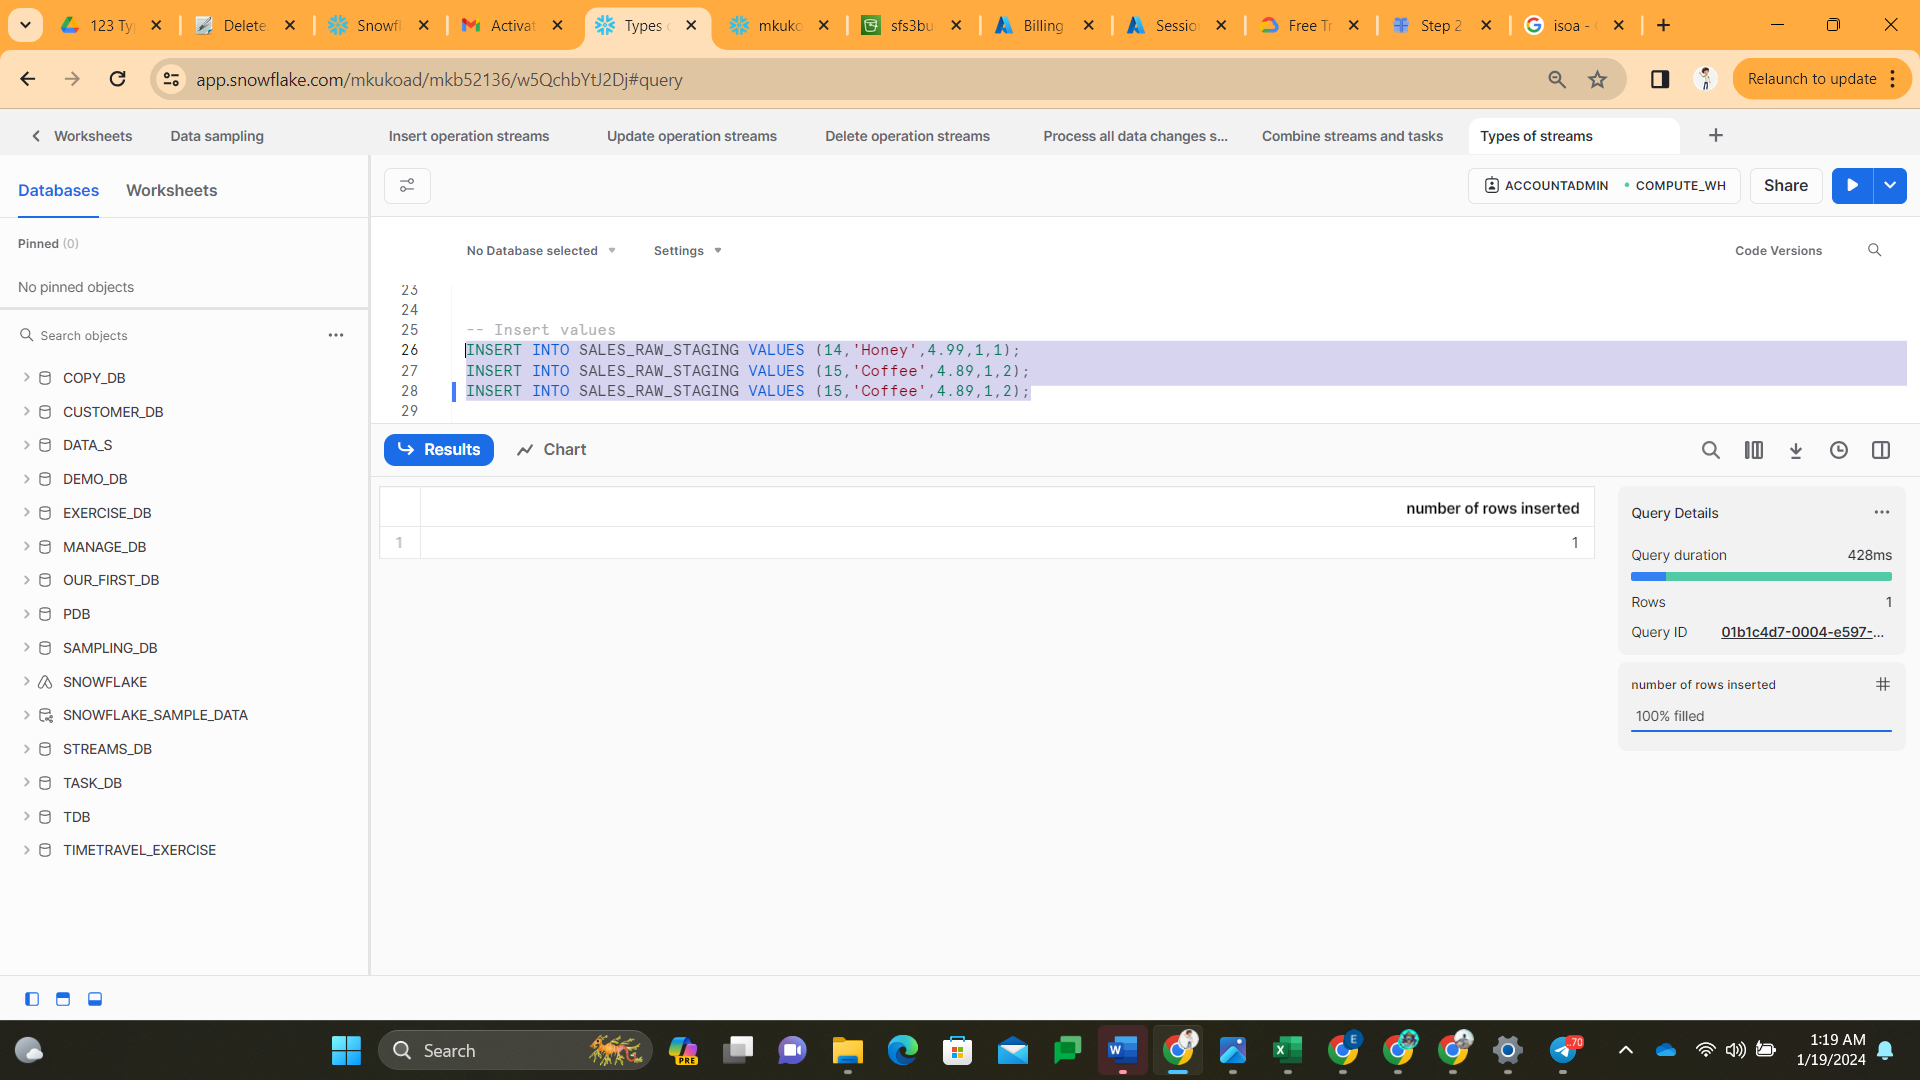 123 Ty
Delete
Snowfl
Activat
Types
mkuko
sfs3bu
Billing
Sessio
Free Tr
Step 2
isoa -
app.snowflake.com/mkukoad/mkb52136/w5QchbYtJ2Dj#query
Relaunch to update
Worksheets
Data sampling
Insert operation streams
Update operation streams
Delete operation streams
Process all data changes s...
Combine streams and tasks
Types of streams
Databases
Worksheets
ACCOUNTADMIN
COMPUTE_WH
Share
Pinned (0)
No pinned objects
No Database selected
Settings
Code Versions
Search objects
COPY_DB
CUSTOMER_DB
DATA_S
DEMO_DB
EXERCISE_DB
MANAGE_DB
OUR_FIRST_DB
PDB
SAMPLING_DB
SNOWFLAKE
SNOWFLAKE_SAMPLE_DATA
STREAMS_DB
TASK_DB
TDB
TIMETRAVEL_EXERCISE
23
24
25 -- Insert values
26 INSERT INTO SALES_RAW_STAGING VALUES (14,'Honey',4.99,1,1);
27 INSERT INTO SALES_RAW_STAGING VALUES (15,'Coffee',4.89,1,2);
28 INSERT INTO SALES_RAW_STAGING VALUES (15,'Coffee',4.89,1,2);
29
Results
Chart
number of rows inserted
1 1
Query Details
Query duration 428ms
Rows 1
Query ID 01b1c4d7-0004-e597-...
number of rows inserted
100% filled
Search
PRE
E
70
1:19 AM
1/19/2024